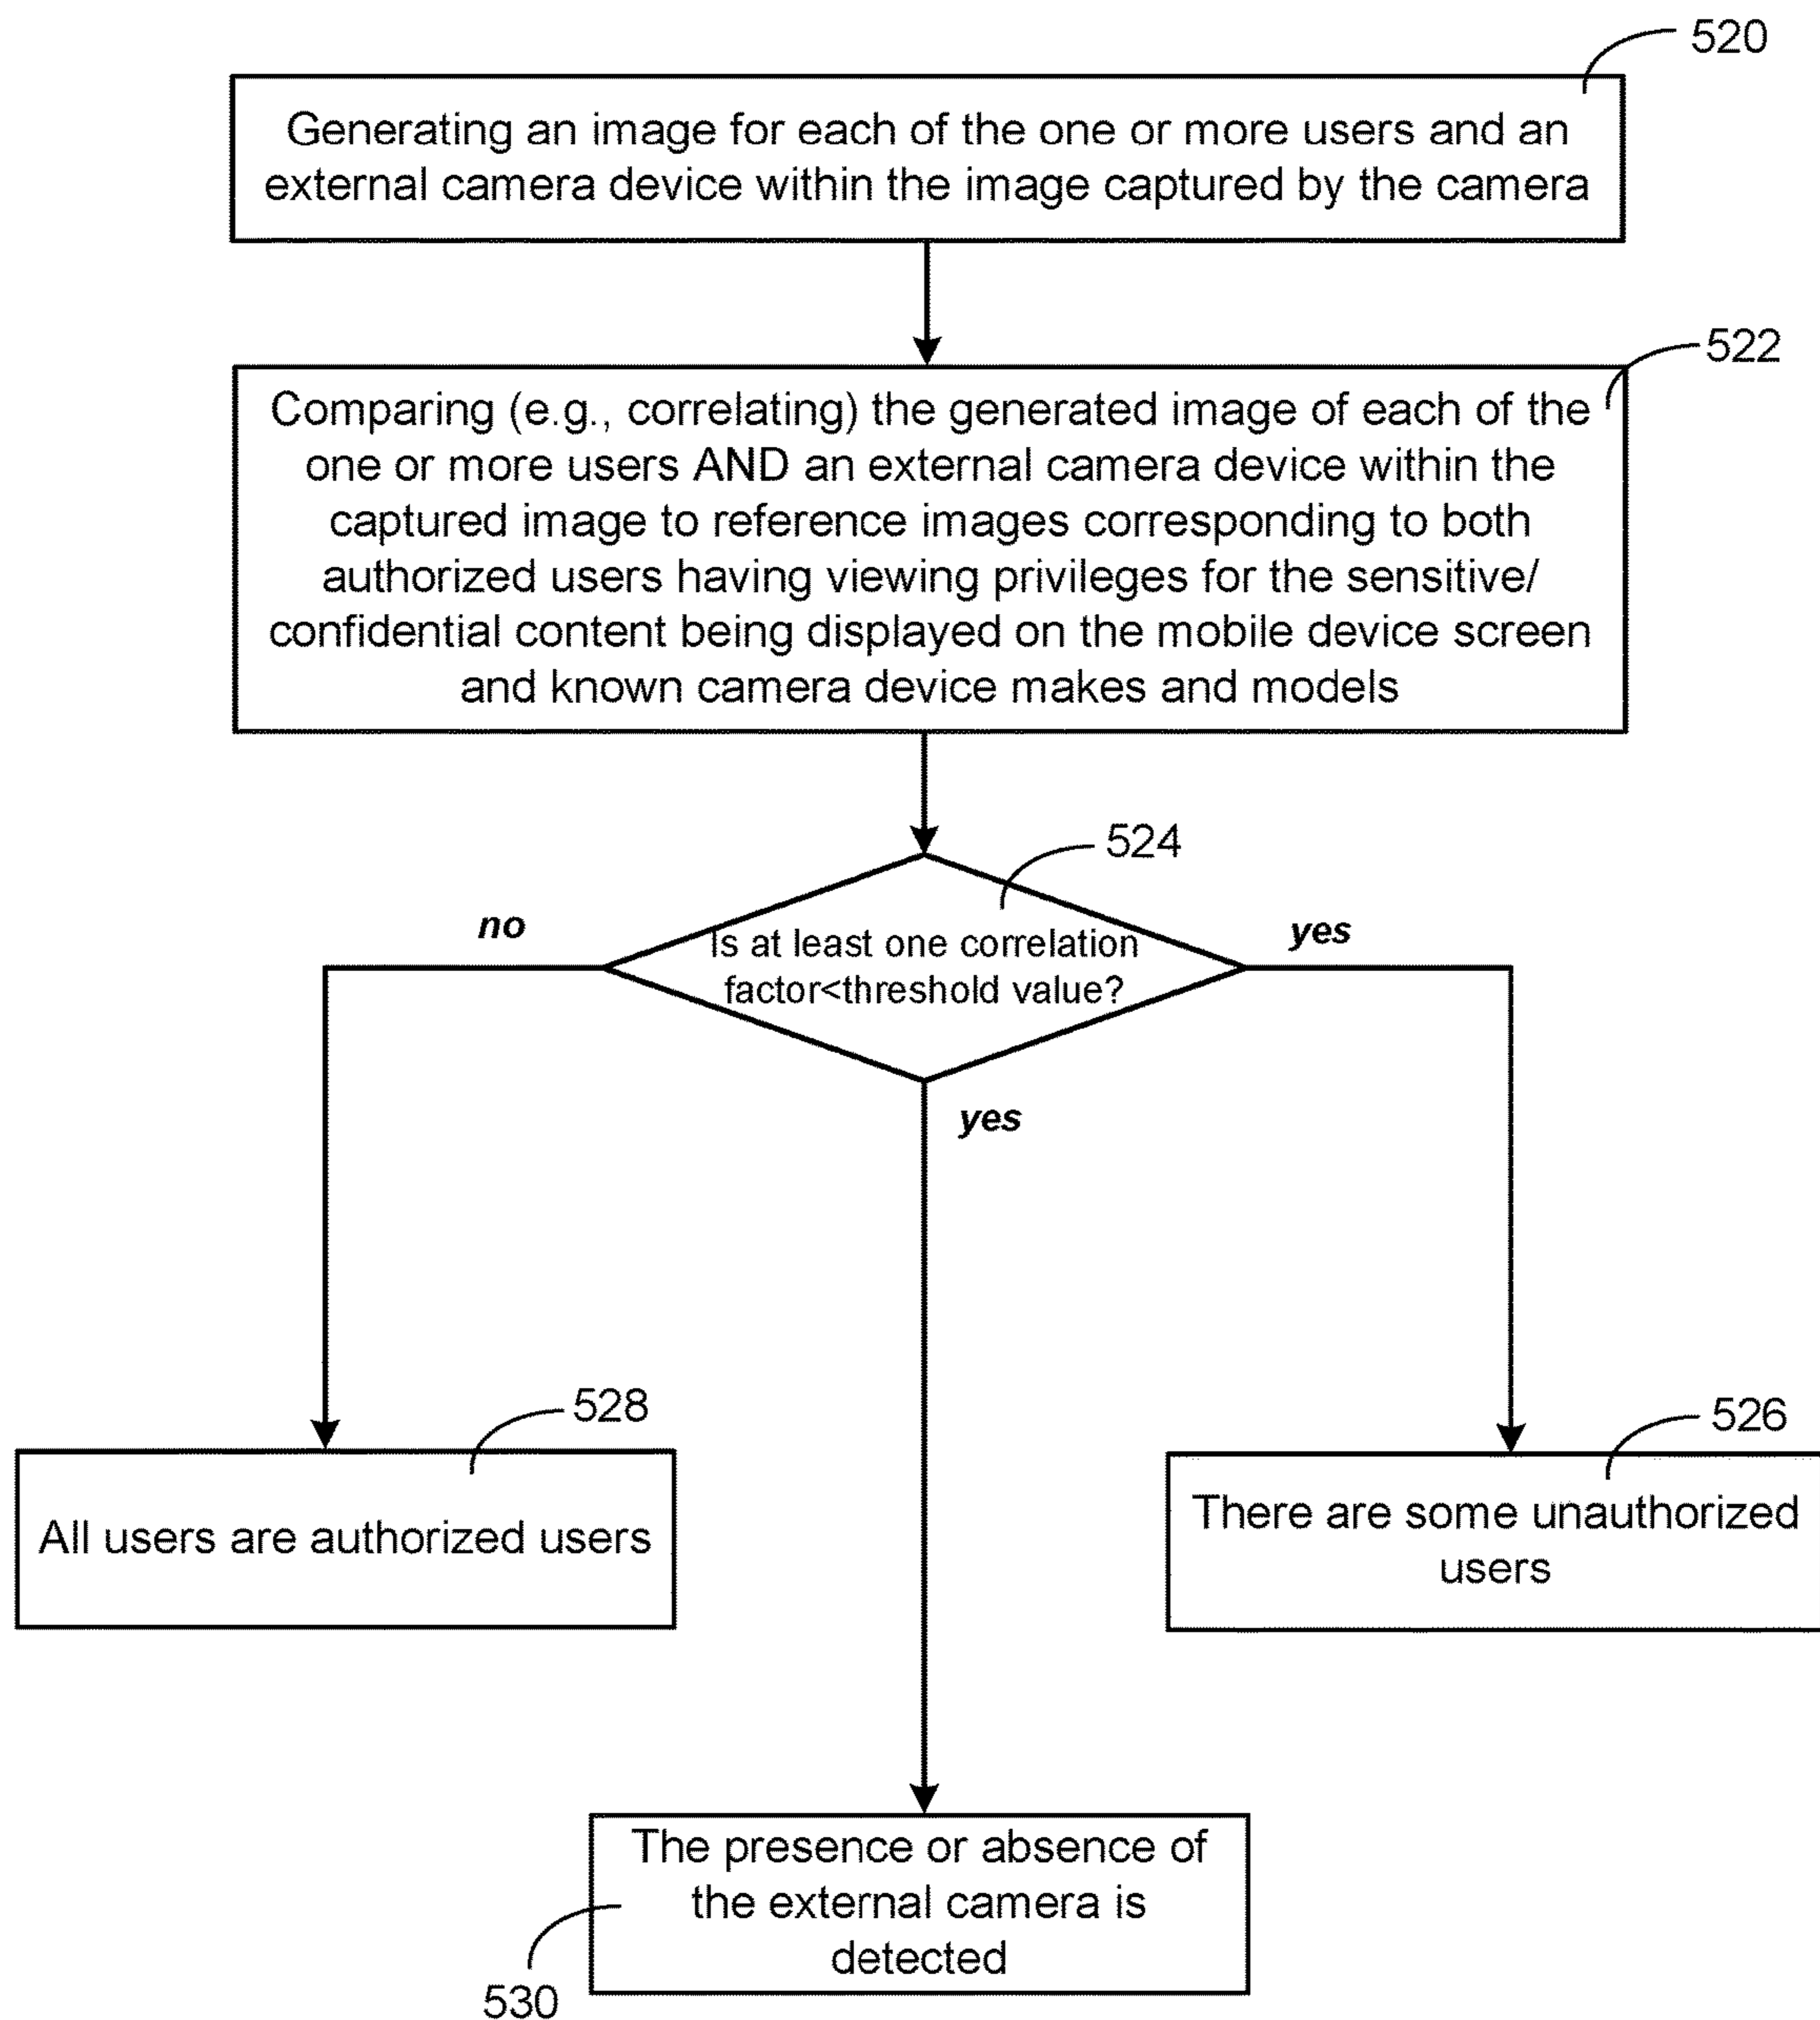 520
Generating an image for each of the one or more users and an
external camera device within the image captured by the camera
522
Comparing (e.g., correlating) the generated image of each of the
one or more users AND an external camera device within the
captured image to reference images corresponding to both
authorized users having viewing privileges for the sensitive/
confidential content being displayed on the mobile device screen
and known camera device makes and models
524
no
yes
Is at least one correlation
factor<threshold value?
yes
528
All users are authorized users
526
There are some unauthorized
users
The presence or absence of
the external camera is
detected
530